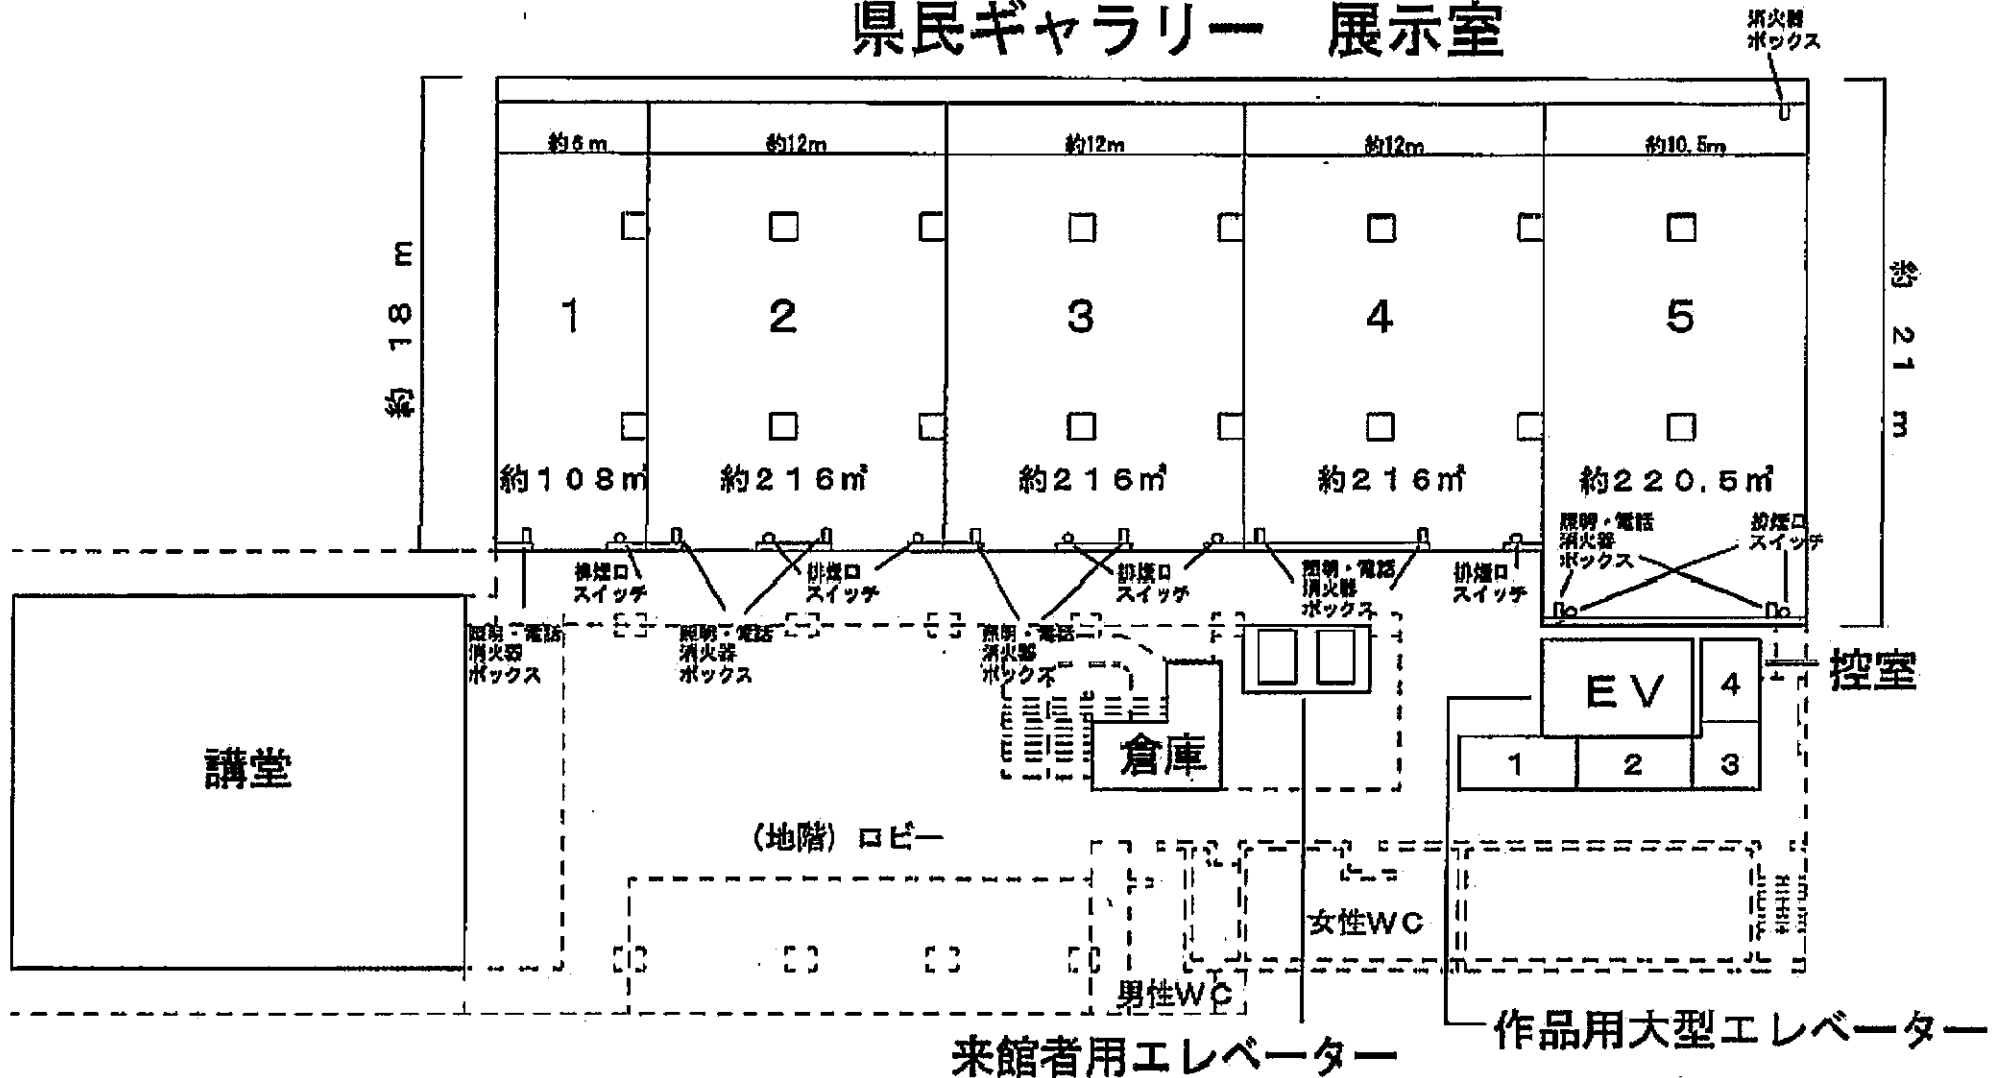 県民ギャラリー　展示室
消火器
ボックス
約6m
約12m
約12m
約12m
約10.5m
約18m
約21m
1
2
3
4
5
約108㎡
約216㎡
約216㎡
約216㎡
約220.5㎡
照明・電話
消火器
ボックス
排煙口
スイッチ
排煙口
スイッチ
排煙口
スイッチ
排煙口
スイッチ
照明・電話
消火器
ボックス
排煙口
スイッチ
照明・電話
消火器
ボックス
照明・電話
消火器
ボックス
照明・電話
消火器
ボックス
控室
EV
4
1
2
3
講堂
倉庫
(地階) ロビー
女性WC
男性WC
来館者用エレベーター
作品用大型エレベーター